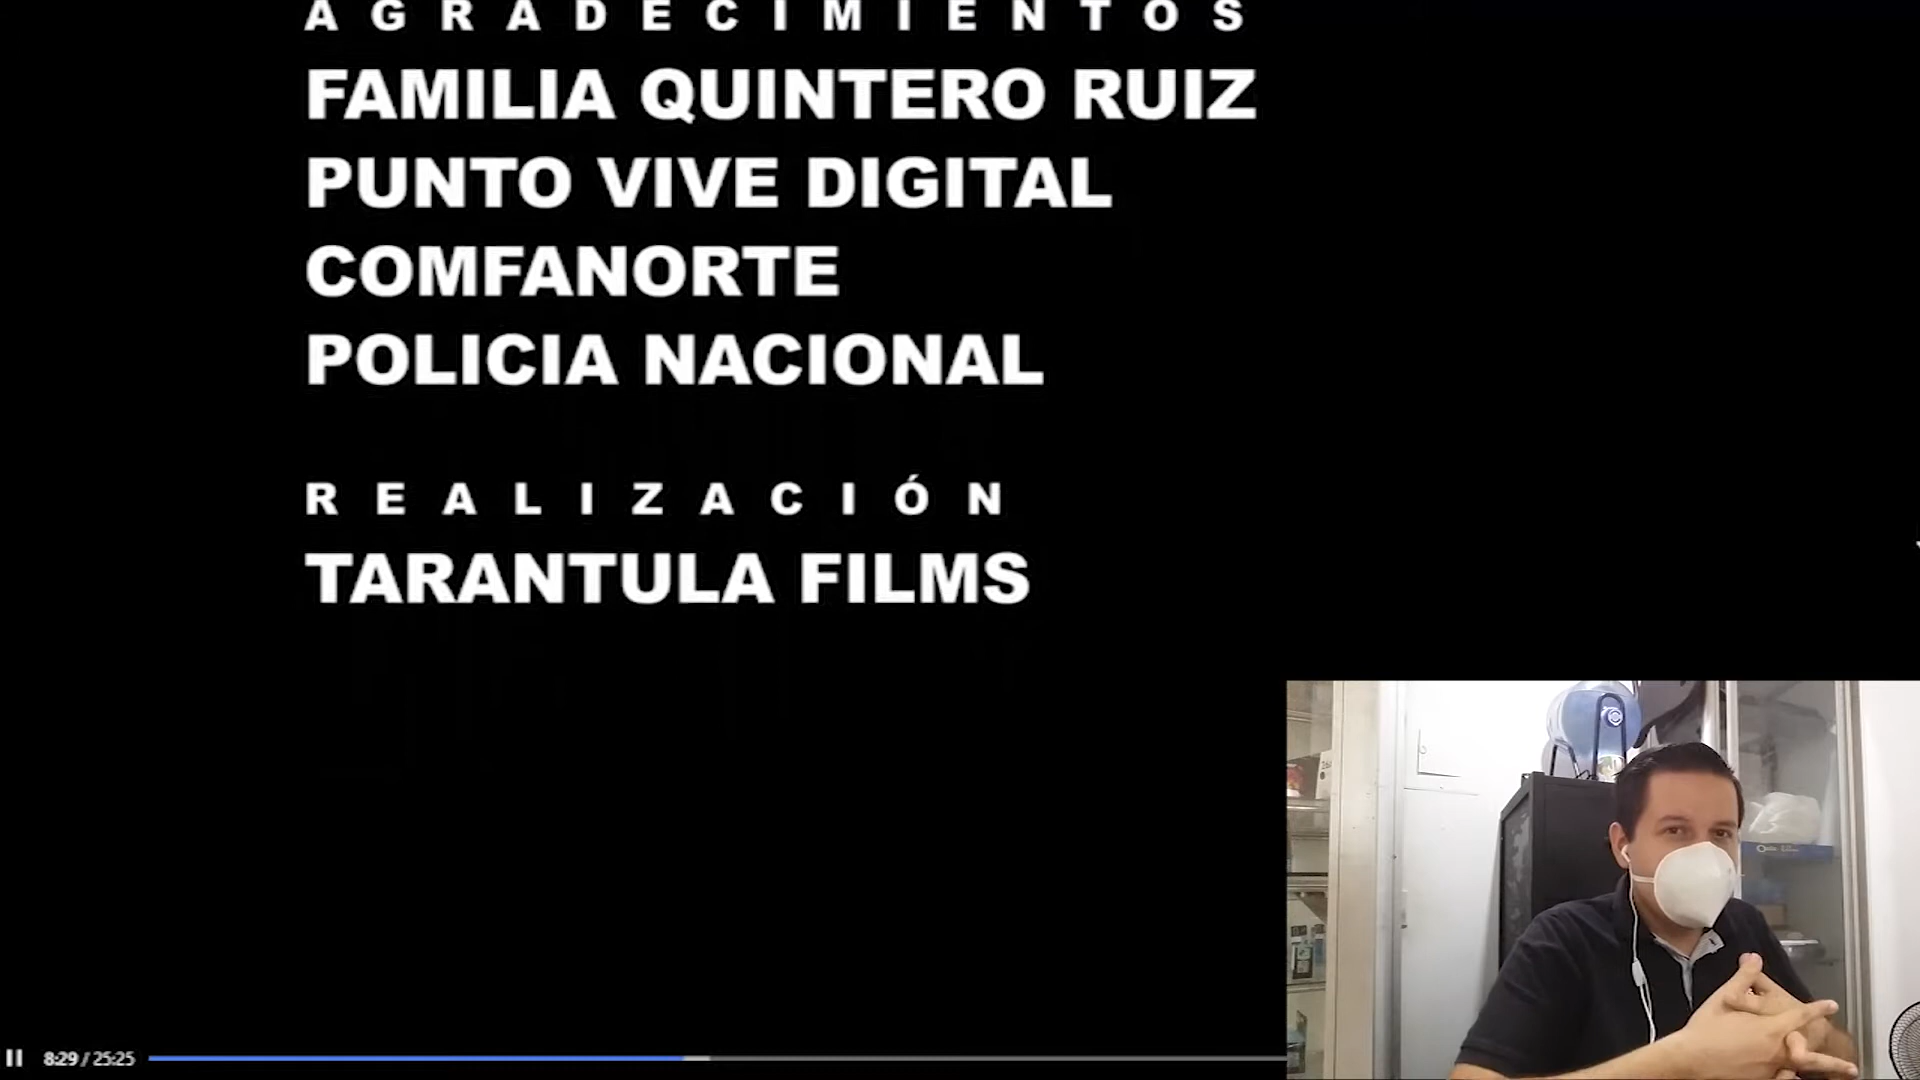 AGRADECIMIENTOS
FAMILIA QUINTERO RUIZ
PUNTO VIVE DIGITAL
COMFANORTE
POLICIA NACIONAL
REALIZACIÓN
TARANTULA FILMS
8:29 / 25:25